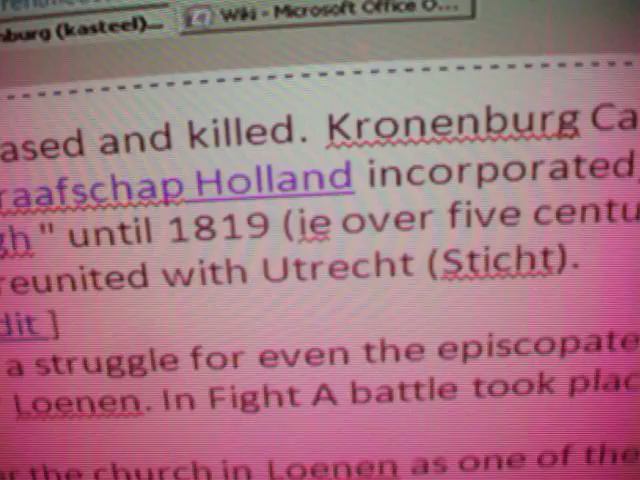 nburg (kasteel)... Wiki - Microsoft Office O...
ased and killed. Kronenburg Ca
raafschap Holland incorporated,
gh" until 1819 (ie over five centu
reunited with Utrecht (Sticht).
dit ]
a struggle for even the episcopate
Loenen. In Fight A battle took plac
the church in Loenen as one of the